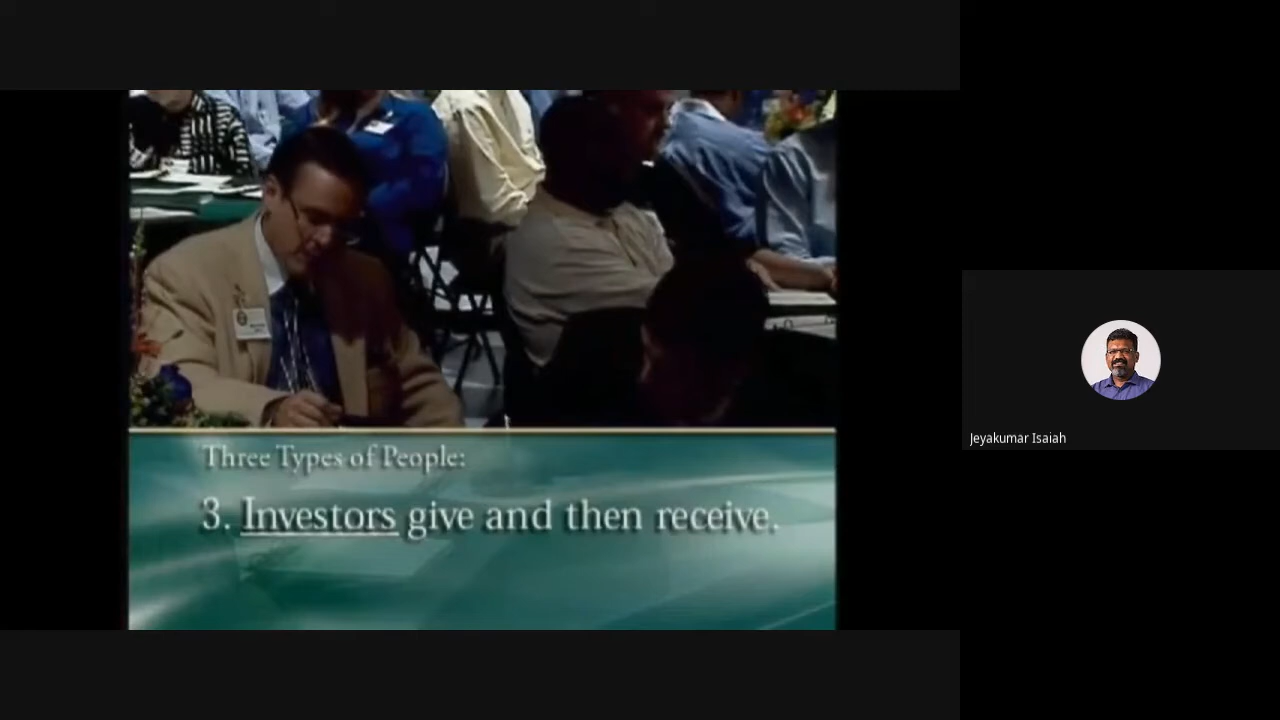 Three Types of People:
3. Investors give and then receive.
Jeyakumar Isaiah